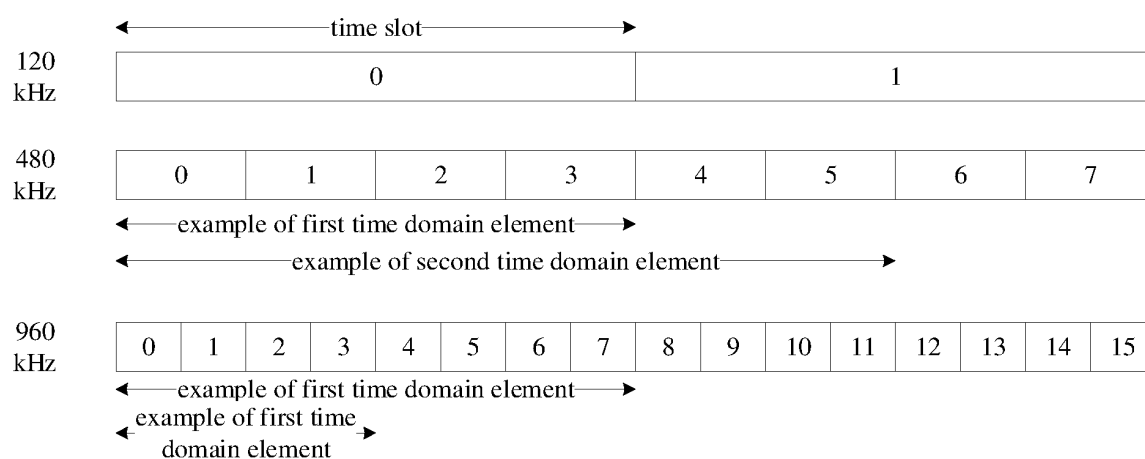 time slot
120 kHz
0 1
480 kHz
0 1 2 3 4 5 6 7
example of first time domain element
example of second time domain element
960 kHz
0 1 2 3 4 5 6 7 8 9 10 11 12 13 14 15
example of first time domain element
example of first time
domain element